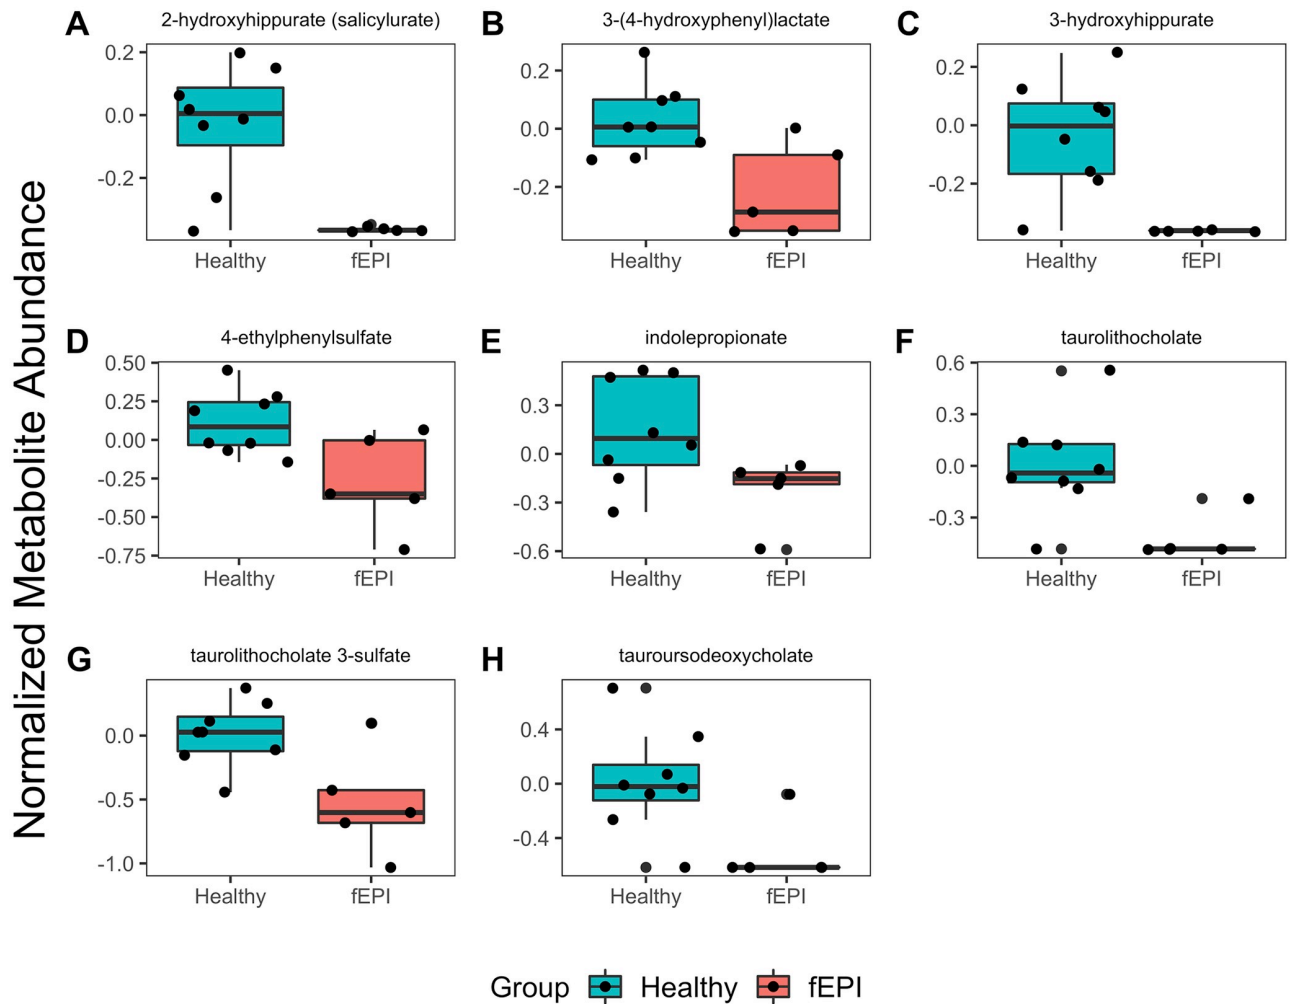 A 2-hydroxyhippurate (salicylurate)
0.2
0.0
-0.2
Healthy fEPI
B 3-(4-hydroxyphenyl)lactate
0.2
0.0
-0.2
Healthy fEPI
C 3-hydroxyhippurate
0.2
0.0
-0.2
Healthy fEPI
Normalized Metabolite Abundance
D 4-ethylphenylsulfate
0.50
0.25
0.00
-0.25
-0.50
-0.75
Healthy fEPI
E indolepropionate
0.3
0.0
-0.3
-0.6
Healthy fEPI
F taurolithocholate
0.6
0.3
0.0
-0.3
Healthy fEPI
G taurolithocholate 3-sulfate
0.0
-0.5
-1.0
Healthy fEPI
H tauroursodeoxycholate
0.4
0.0
-0.4
Healthy fEPI
Group Healthy fEPI